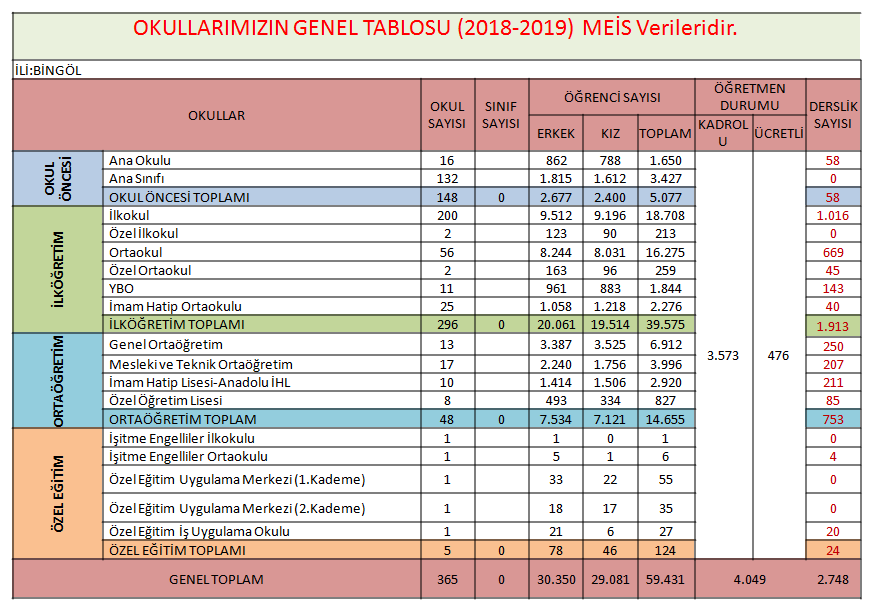 OKULLARIMIZIN GENEL TABLOSU (2018-2019) MEİS Verileridir.
İLİ:BİNGÖL
OKULLAR OKUL SAYISI SINIF SAYISI ÖĞRENCİ SAYISI ÖĞRETMEN DURUMU DERSLİK SAYISI
ERKEK KIZ TOPLAM KADROLU ÜCRETLİ
OKUL ÖNCESİ
Ana Okulu 16 862 788 1.650 58
Ana Sınıfı 132 1.815 1.612 3.427 0
OKUL ÖNCESİ TOPLAMI 148 0 2.677 2.400 5.077 58
İLKÖĞRETİM
İlkokul 200 9.512 9.196 18.708 1.016
Özel İlkokul 2 123 90 213 0
Ortaokul 56 8.244 8.031 16.275 669
Özel Ortaokul 2 163 96 259 45
YBO 11 961 883 1.844 143
İmam Hatip Ortaokulu 25 1.058 1.218 2.276 40
İLKÖĞRETİM TOPLAMI 296 0 20.061 19.514 39.575 1.913
ORTAÖĞRETİM
Genel Ortaöğretim 13 3.387 3.525 6.912 250
3.573 476
Mesleki ve Teknik Ortaöğretim 17 2.240 1.756 3.996 207
İmam Hatip Lisesi-Anadolu İHL 10 1.414 1.506 2.920 211
Özel Öğretim Lisesi 8 493 334 827 85
ORTAÖĞRETİM TOPLAM 48 0 7.534 7.121 14.655 753
ÖZEL EĞİTİM
İşitme Engelliler İlkokulu 1 1 0 1 0
İşitme Engelliler Ortaokulu 1 5 1 6 4
Özel Eğitim Uygulama Merkezi (1.Kademe) 1 33 22 55 0
Özel Eğitim Uygulama Merkezi (2.Kademe) 1 18 17 35 0
Özel Eğitim İş Uygulama Okulu 1 21 6 27 20
ÖZEL EĞİTİM TOPLAMI 5 0 78 46 124 24
GENEL TOPLAM 365 0 30.350 29.081 59.431 4.049 2.748